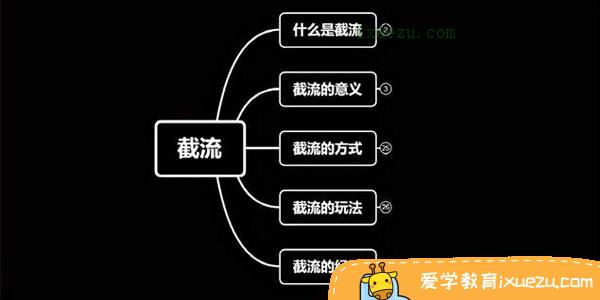 什么是截流
2
ixuezu.com
截流的意义
3
截流
截流的方式
25
截流的玩法
26
截流的
爱学教育ixuezu.com